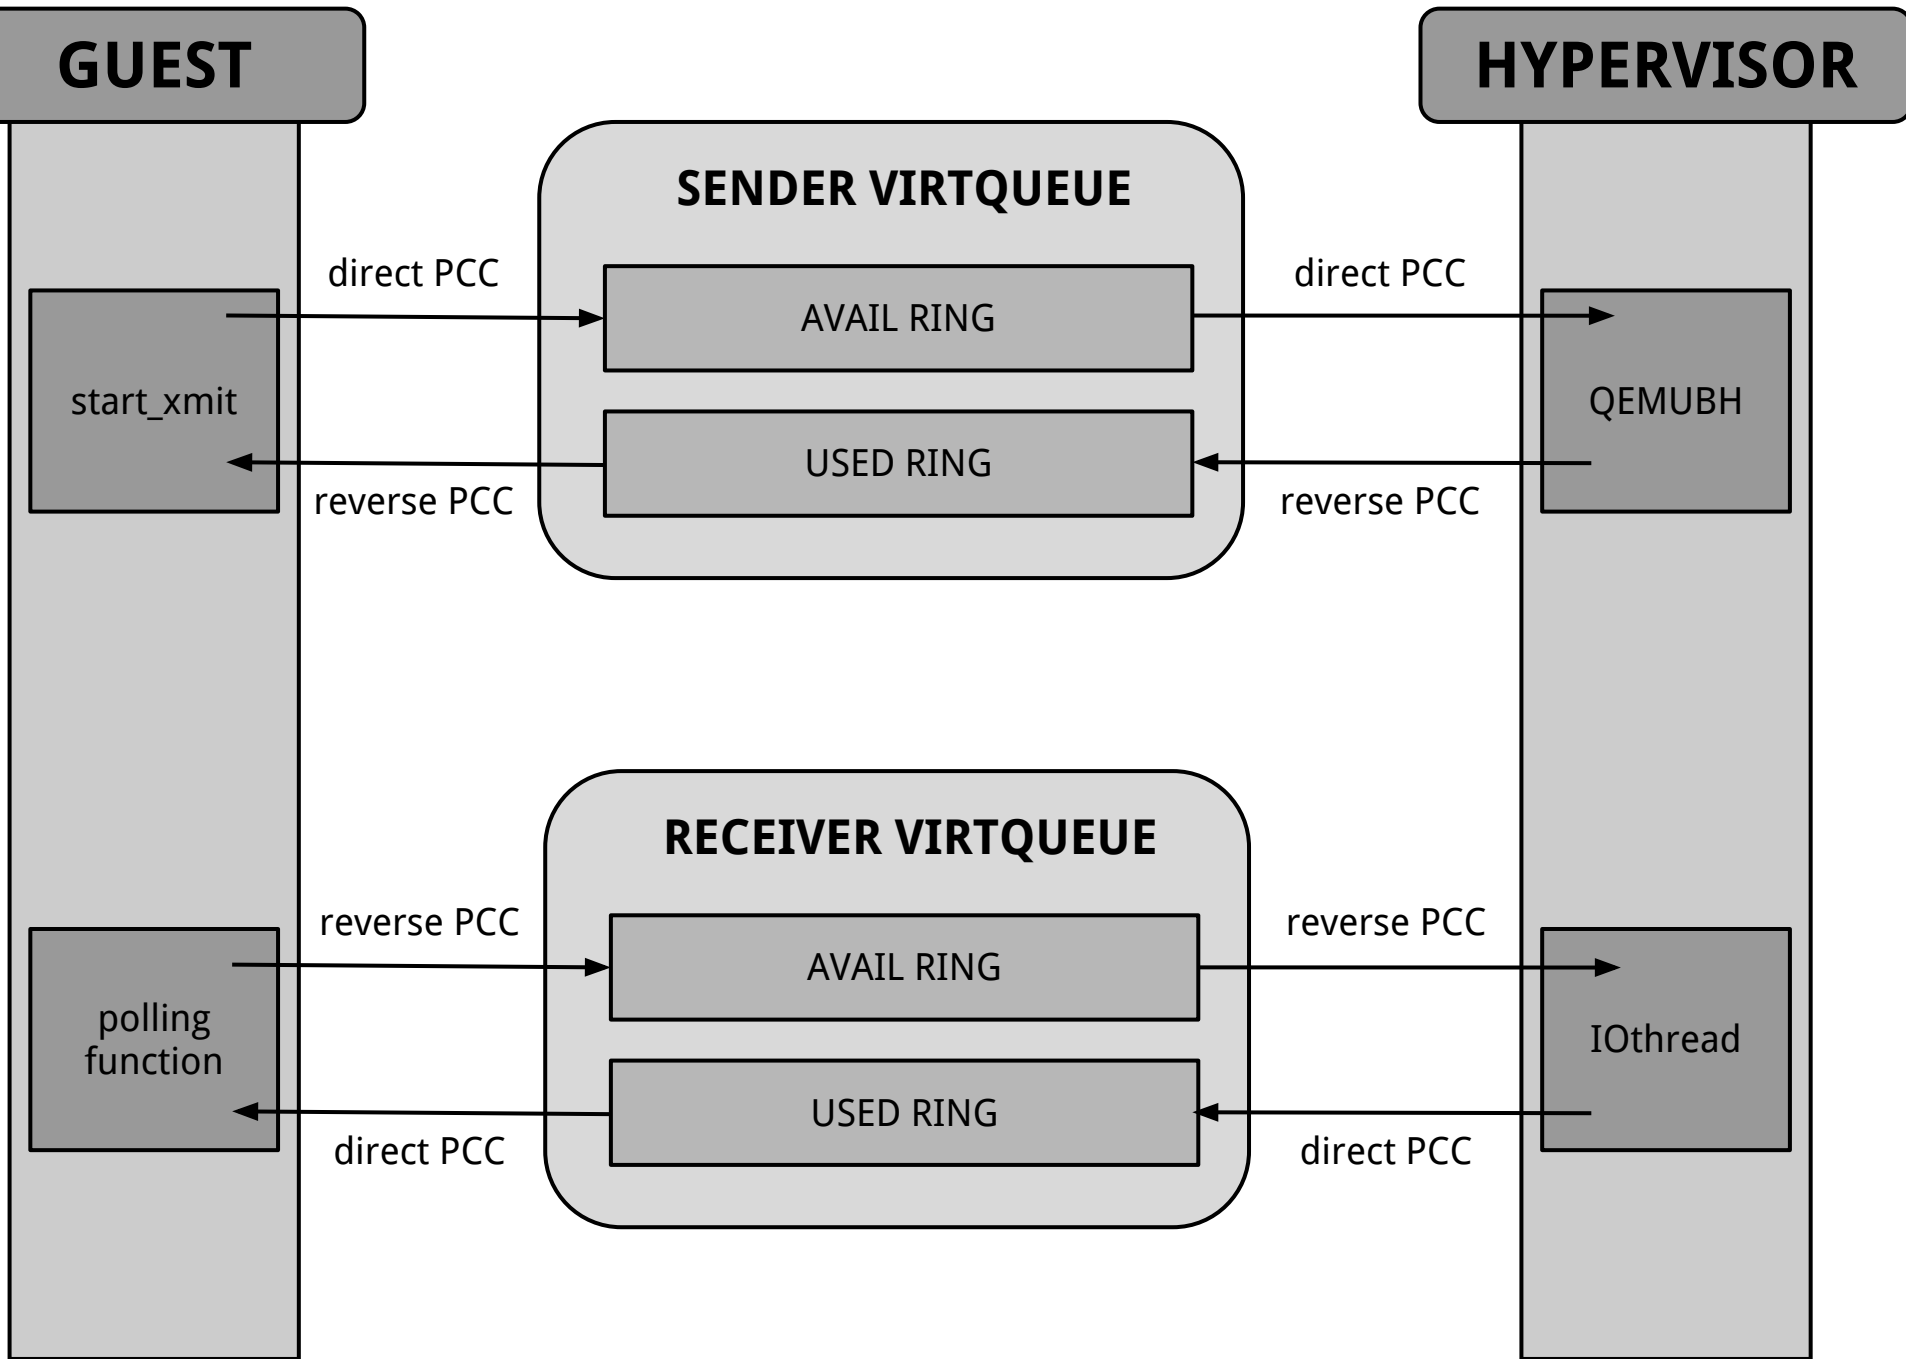 GUEST
HYPERVISOR
SENDER VIRTQUEUE
direct PCC
direct PCC
AVAIL RING
start_xmit
QEMUBH
USED RING
reverse PCC
reverse PCC
RECEIVER VIRTQUEUE
reverse PCC
reverse PCC
AVAIL RING
polling
function
IOthread
USED RING
direct PCC
direct PCC